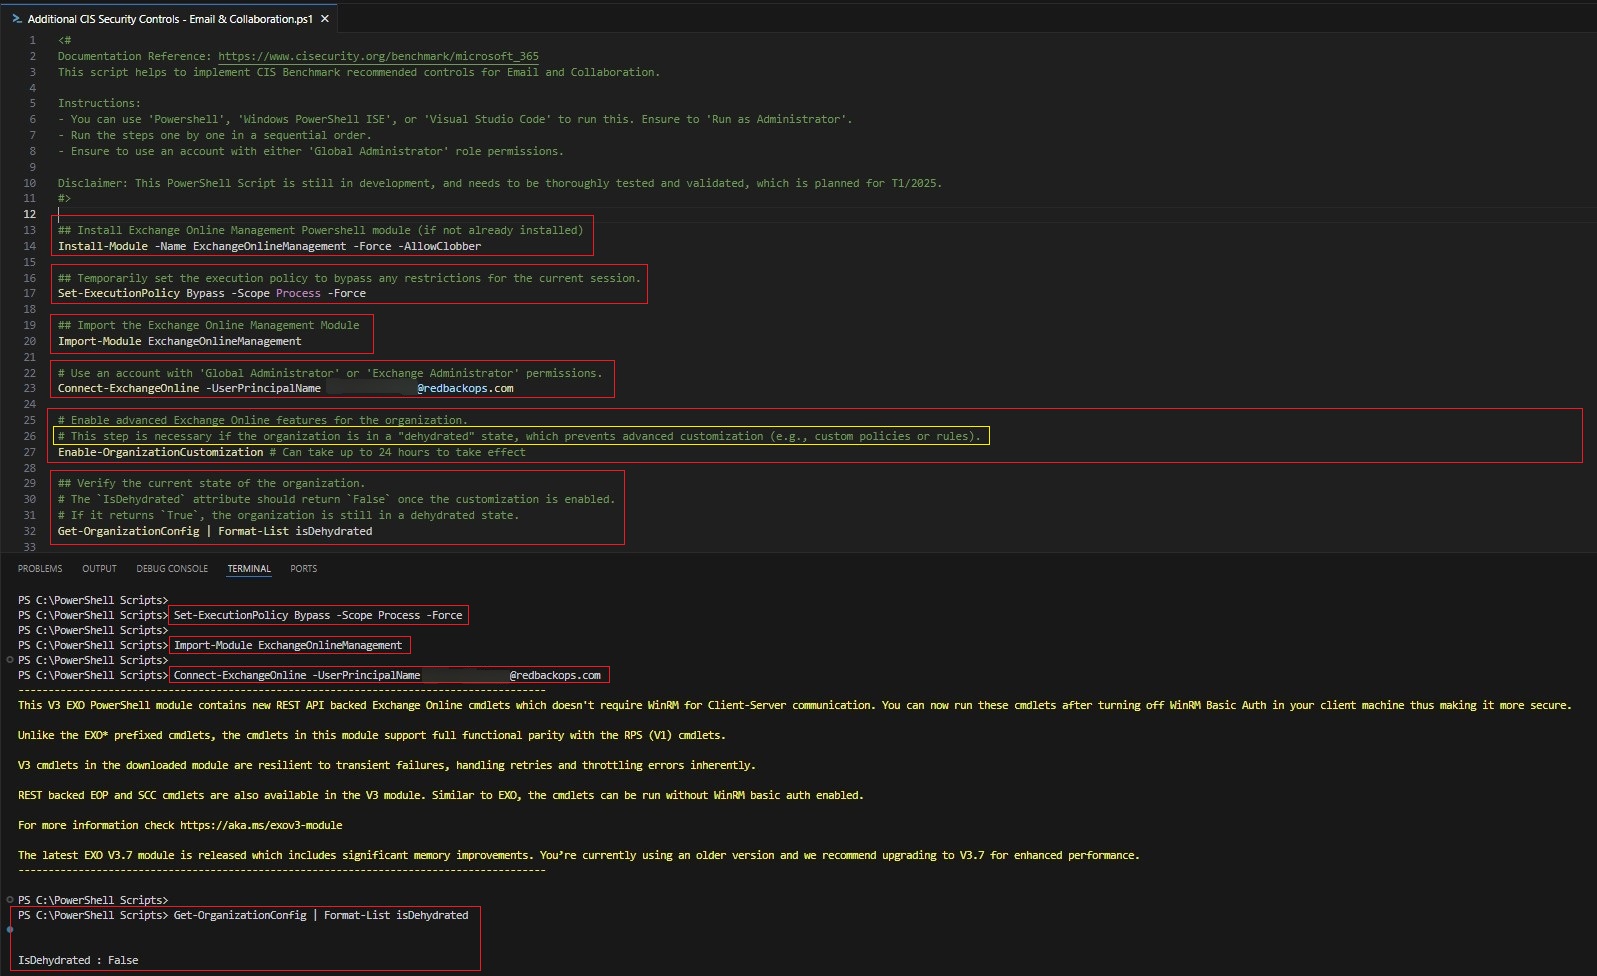 Additional CIS Security Controls - Email & Collaboration.ps1
1 <#
2 Documentation Reference: https://www.cisecurity.org/benchmark/microsoft_365
3 This script helps to implement CIS Benchmark recommended controls for Email and Collaboration.
4
5 Instructions:
6 - You can use 'Powershell', 'Windows PowerShell ISE', or 'Visual Studio Code' to run this. Ensure to 'Run as Administrator'.
7 - Run the steps one by one in a sequential order.
8 - Ensure to use an account with either 'Global Administrator' role permissions.
9
10 Disclaimer: This PowerShell Script is still in development, and needs to be thoroughly tested and validated, which is planned for T1/2025.
11 #>
12
13 ## Install Exchange Online Management Powershell module (if not already installed)
14 Install-Module -Name ExchangeOnlineManagement -Force -AllowClobber
15
16 ## Temporarily set the execution policy to bypass any restrictions for the current session.
17 Set-ExecutionPolicy Bypass -Scope Process -Force
18
19 ## Import the Exchange Online Management Module
20 Import-Module ExchangeOnlineManagement
21
22 # Use an account with 'Global Administrator' or 'Exchange Administrator' permissions.
23 Connect-ExchangeOnline -UserPrincipalName @redbackops.com
24
25 # Enable advanced Exchange Online features for the organization.
26 # This step is necessary if the organization is in a "dehydrated" state, which prevents advanced customization (e.g., custom policies or rules).
27 Enable-OrganizationCustomization # Can take up to 24 hours to take effect
28
29 ## Verify the current state of the organization.
30 # The `IsDehydrated` attribute should return `False` once the customization is enabled.
31 # If it returns `True`, the organization is still in a dehydrated state.
32 Get-OrganizationConfig | Format-List isDehydrated
33
PROBLEMS OUTPUT DEBUG CONSOLE TERMINAL PORTS
PS C:\PowerShell Scripts>
PS C:\PowerShell Scripts> Set-ExecutionPolicy Bypass -Scope Process -Force
PS C:\PowerShell Scripts>
PS C:\PowerShell Scripts> Import-Module ExchangeOnlineManagement
PS C:\PowerShell Scripts>
PS C:\PowerShell Scripts> Connect-ExchangeOnline -UserPrincipalName @redbackops.com
----------------------------------------------------------------------------------------
This V3 EXO PowerShell module contains new REST API backed Exchange Online cmdlets which doesn't require WinRM for Client-Server communication. You can now run these cmdlets after turning off WinRM Basic Auth in your client machine thus making it more secure.
Unlike the EXO* prefixed cmdlets, the cmdlets in this module support full functional parity with the RPS (V1) cmdlets.
V3 cmdlets in the downloaded module are resilient to transient failures, handling retries and throttling errors inherently.
REST backed EOP and SCC cmdlets are also available in the V3 module. Similar to EXO, the cmdlets can be run without WinRM basic auth enabled.
For more information check https://aka.ms/exov3-module
The latest EXO V3.7 module is released which includes significant memory improvements. You're currently using an older version and we recommend upgrading to V3.7 for enhanced performance.
----------------------------------------------------------------------------------------
PS C:\PowerShell Scripts>
PS C:\PowerShell Scripts> Get-OrganizationConfig | Format-List isDehydrated
IsDehydrated : False